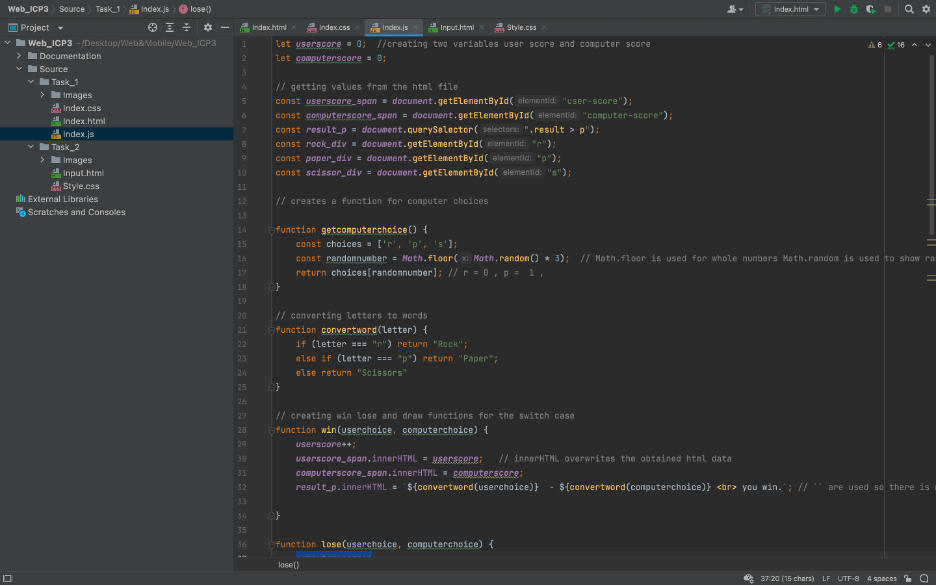 Web_ICP3 › Source › Task_1 › Index.js › lose()
Index.html
Project
Index.html
Index.css
Index.js
Input.html
Style.css
Web_ICP3 ~/Desktop/Web&Mobile/Web_ICP3
Documentation
Source
Task_1
Images
Index.css
Index.html
Index.js
Task_2
Images
Input.html
Style.css
External Libraries
Scratches and Consoles
6 16
1 let userscore = 0; //creating two variables user score and computer score
2 let computerscore = 0;
3
4 // getting values from the html file
5 const userscore_span = document.getElementById( elementId: "user-score");
6 const computerscore_span = document.getElementById( elementId: "computer-score");
7 const result_p = document.querySelector( selectors: ".result > p");
8 const rock_div = document.getElementById( elementId: "r");
9 const paper_div = document.getElementById( elementId: "p");
10 const scissor_div = document.getElementById( elementId: "s");
11
12 // creates a function for computer choices
13
14 function getcomputerchoice() {
15 const choices = ['r', 'p', 's'];
16 const randomnumber = Math.floor( x: Math.random() * 3); // Math.floor is used for whole numbers Math.random is used to show ra
17 return choices[randomnumber]; // r = 0 , p = 1 ,
18 }
19
20 // converting letters to words
21 function convertword(letter) {
22 if (letter === "r") return "Rock";
23 else if (letter === "p") return "Paper";
24 else return "Scissors"
25 }
26
27 // creating win lose and draw functions for the switch case
28 function win(userchoice, computerchoice) {
29 userscore++;
30 userscore_span.innerHTML = userscore; // innerHTML overwrites the obtained html data
31 computerscore_span.innerHTML = computerscore;
32 result_p.innerHTML = `${convertword(userchoice)} - ${convertword(computerchoice)} <br> you win.`; // `` are used so there is
33
34 }
35
36 function lose(userchoice, computerchoice) {
lose()
37:20 (15 chars) LF UTF-8 4 spaces